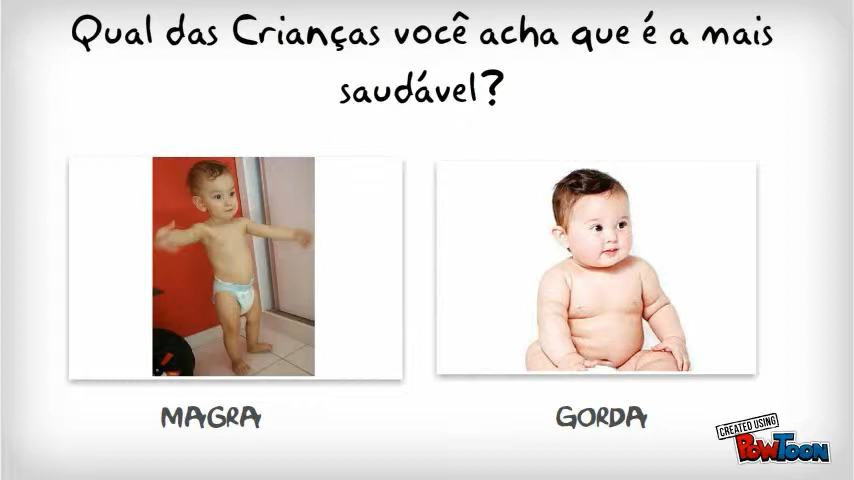 Qual das Crianças você acha que é a mais
saudável?
MAGRA
GORDA
CREATED USING
POWTOON